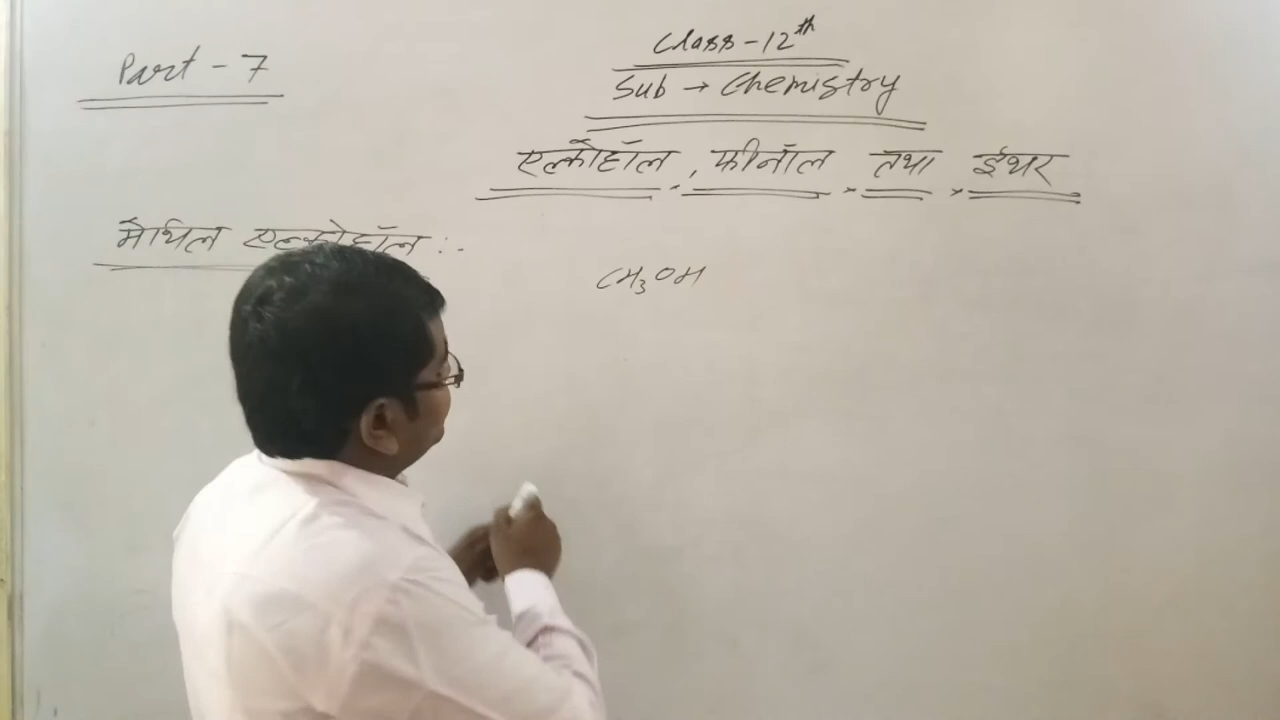 Part - 7
Class - 12th
Sub → Chemistry
एल्कोहॉल, फीनॉल तथा ईथर
मैथिल एल्कोहॉल :-
CH3OH